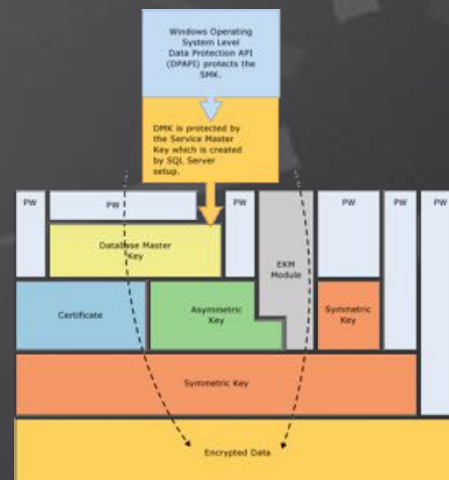 Windows Operating
System Level
Data Protection API
(DPAPI) protects the
SMK.
DMK is protected by
the Service Master
Key which is created
by SQL Server
setup.
PW
PW
PW
PW
PW
PW
Database Master
Key
EKM
Module
Certificate
Asymmetric
Key
Symmetric
Key
Symmetric Key
Encrypted Data